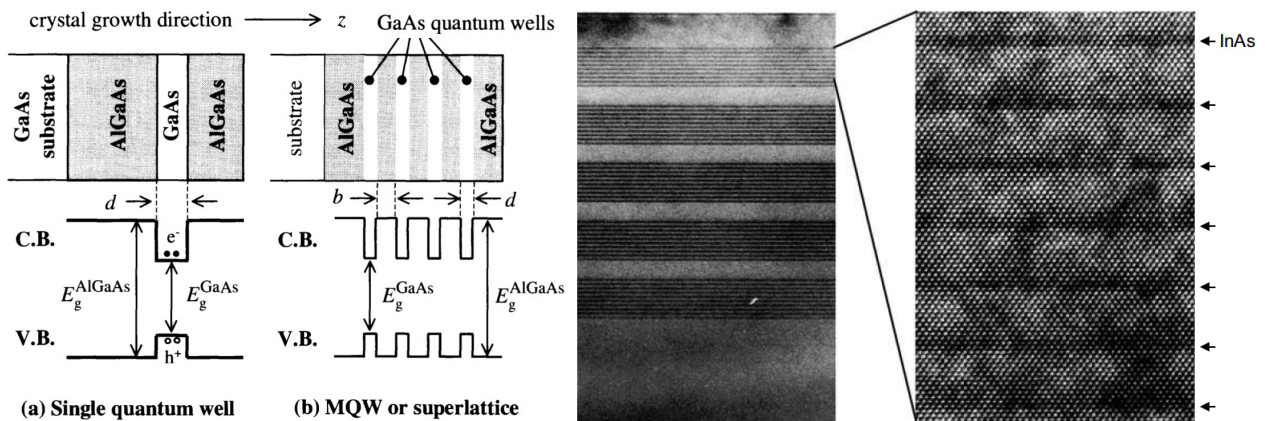 crystal growth direction z
GaAs quantum wells
GaAs
substrate
AlGaAs
GaAs
AlGaAs
substrate
AlGaAs
AlGaAs
d
b
d
C.B.
e-
E_g^AlGaAs
E_g^GaAs
V.B.
h+
C.B.
E_g^GaAs
E_g^AlGaAs
V.B.
(a) Single quantum well
(b) MQW or superlattice
InAs